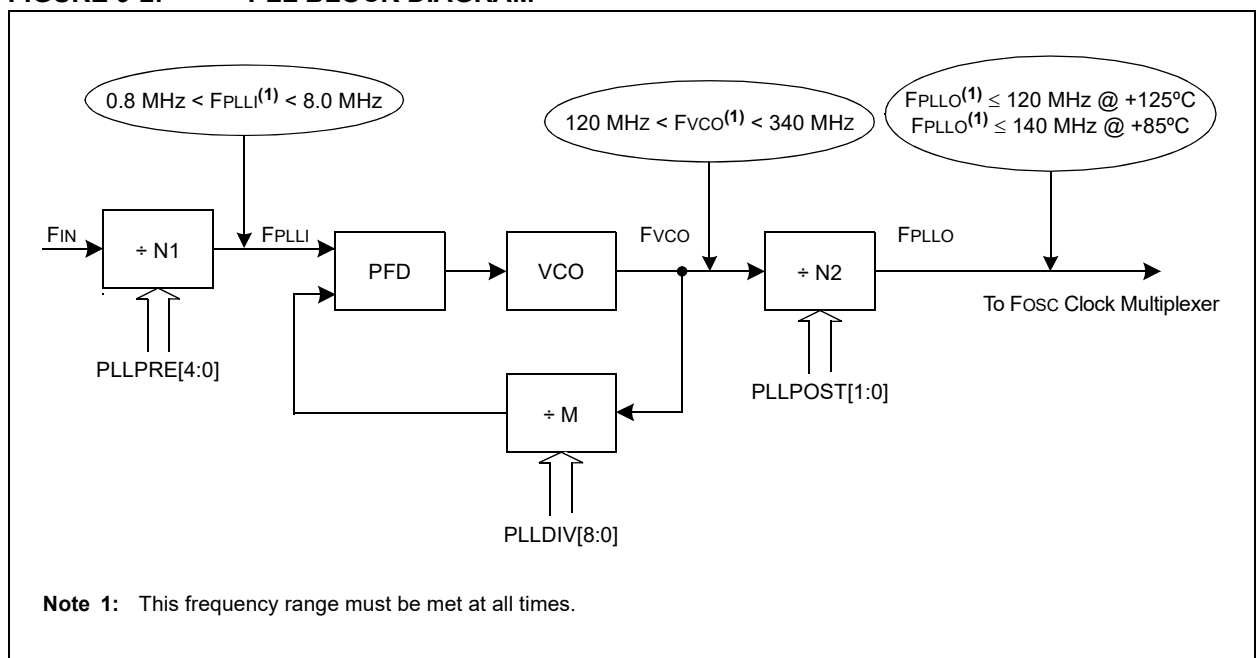 0.8 MHz < FPLLI(1) < 8.0 MHz
120 MHz < FVCO(1) < 340 MHz
FPLLO(1) ≤ 120 MHz @ +125ºC
FPLLO(1) ≤ 140 MHz @ +85ºC
FIN
÷ N1
FPLLI
PFD
VCO
FVCO
÷ N2
FPLLO
To FOSC Clock Multiplexer
PLLPRE[4:0]
÷ M
PLLPOST[1:0]
PLLDIV[8:0]
Note 1: This frequency range must be met at all times.